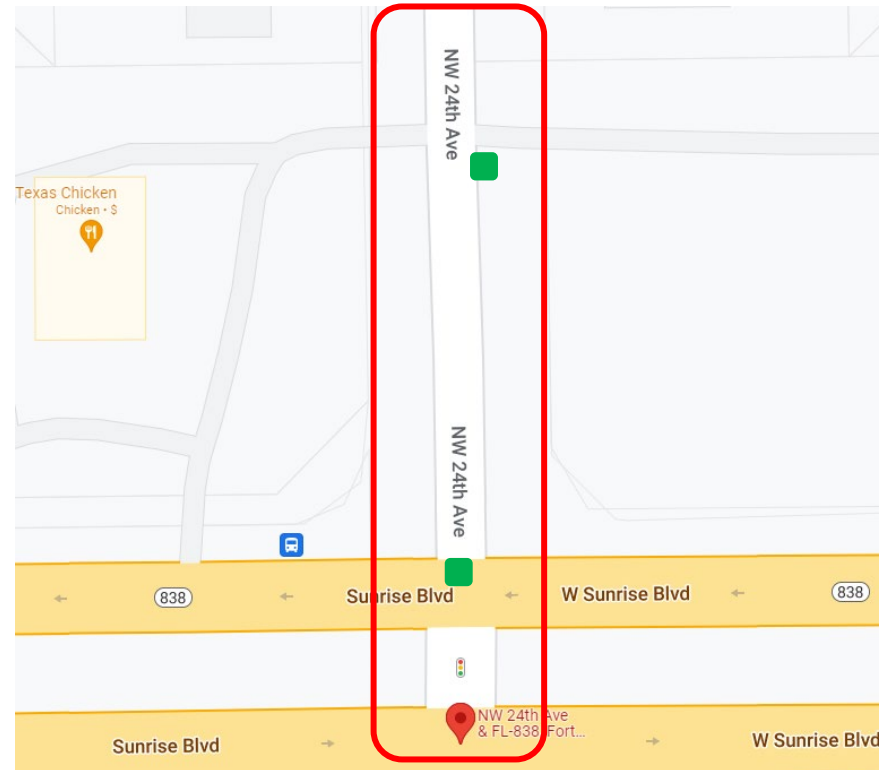 NW 24th Ave
Texas Chicken
Chicken • $
NW 24th Ave
838
Sunrise Blvd
W Sunrise Blvd
838
NW 24th Ave
& FL-838, Fort...
Sunrise Blvd
W Sunrise Blvd